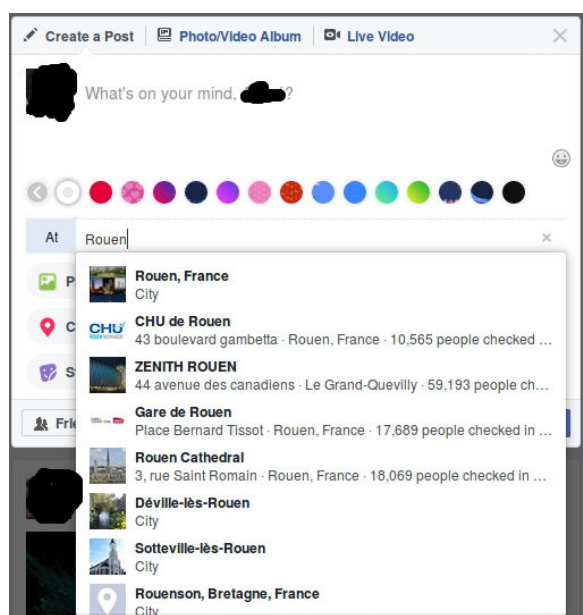 Create a Post Photo/Video Album Live Video
What's on your mind, ?
At Rouen
Rouen, France
City
CHU de Rouen
43 boulevard gambetta · Rouen, France · 10,565 people checked ...
ZENITH ROUEN
44 avenue des canadiens · Le Grand-Quevilly · 59,193 people ch...
Gare de Rouen
Place Bernard Tissot · Rouen, France · 17,689 people checked in ...
Rouen Cathedral
3, rue Saint Romain · Rouen, France · 18,069 people checked in ...
Déville-lès-Rouen
City
Sotteville-lès-Rouen
City
Rouenson, Bretagne, France
City
P
C
S
Frie
CHU